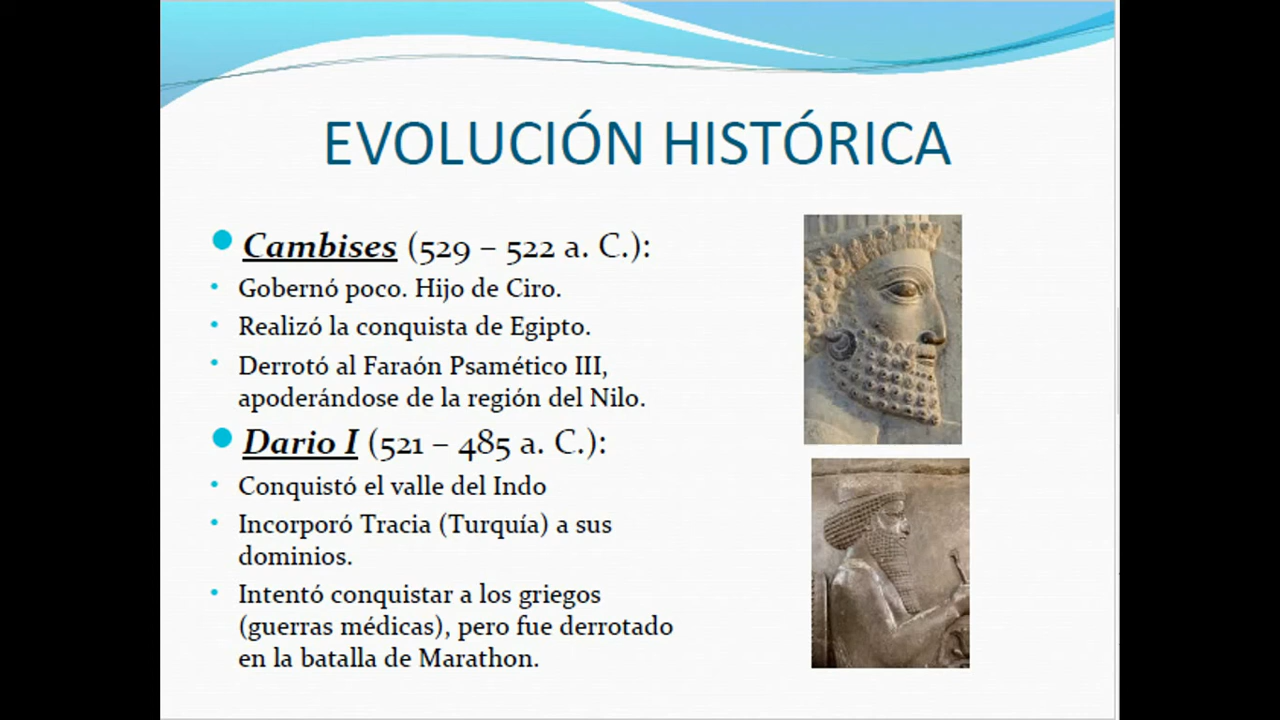 EVOLUCIÓN HISTÓRICA
Cambises (529 – 522 a. C.):
Gobernó poco. Hijo de Ciro.
Realizó la conquista de Egipto.
Derrotó al Faraón Psamético III,
apoderándose de la región del Nilo.
Dario I (521 – 485 a. C.):
Conquistó el valle del Indo
Incorporó Tracia (Turquía) a sus
dominios.
Intentó conquistar a los griegos
(guerras médicas), pero fue derrotado
en la batalla de Marathon.